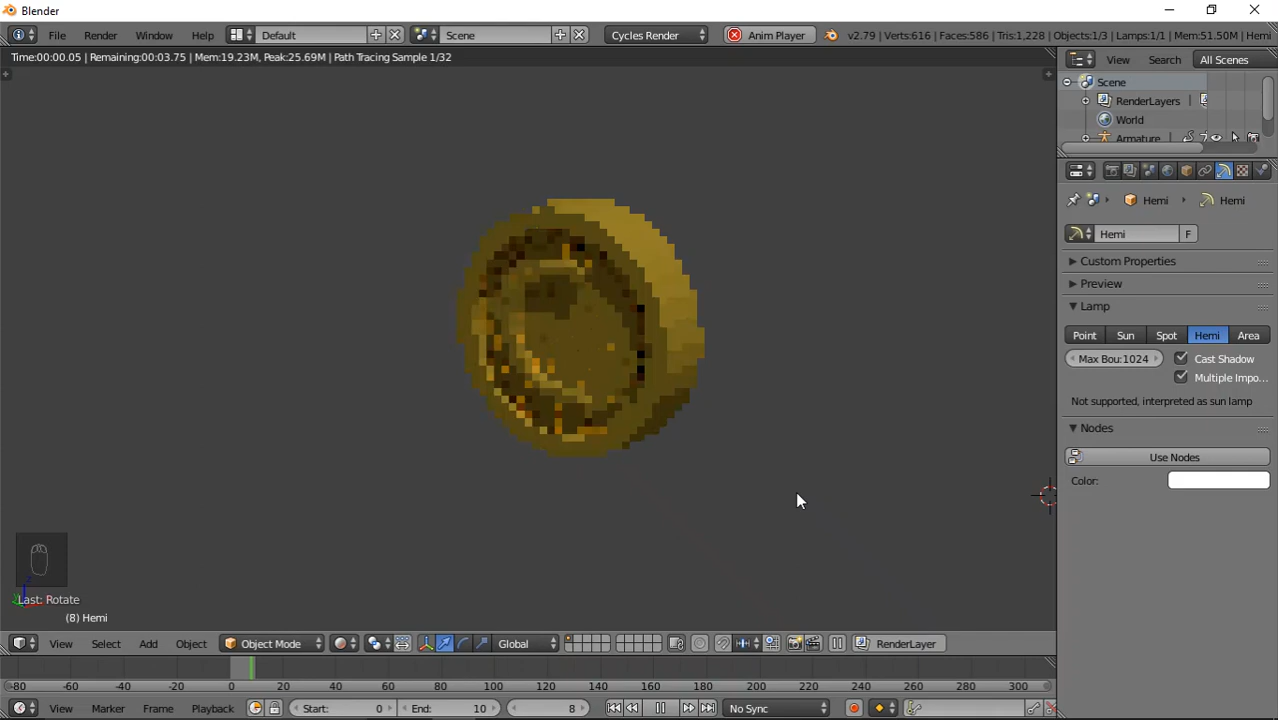 Blender
File Render Window Help Default Scene Cycles Render Anim Player v2.79 | Verts:616 | Faces:586 | Tris:1,228 | Objects:1/3 | Lamps:1/1 | Mem:51.50M | Hemi
Time:00:00.05 | Remaining:00:03.75 | Mem:19.23M, Peak:25.69M | Path Tracing Sample 1/32
View Search All Scenes
Scene
RenderLayers
World
Armature
Hemi Hemi
Hemi F
Custom Properties
Preview
Lamp
Point Sun Spot Hemi Area
Max Bou:1024 Cast Shadow
Multiple Impo...
Not supported, interpreted as sun lamp
Nodes
Use Nodes
Color:
Last: Rotate
(8) Hemi
View Select Add Object Object Mode Global RenderLayer
-80 -60 -40 -20 0 20 40 60 80 100 120 140 160 180 200 220 240 260 280 300
View Marker Frame Playback Start: 0 End: 10 8 No Sync